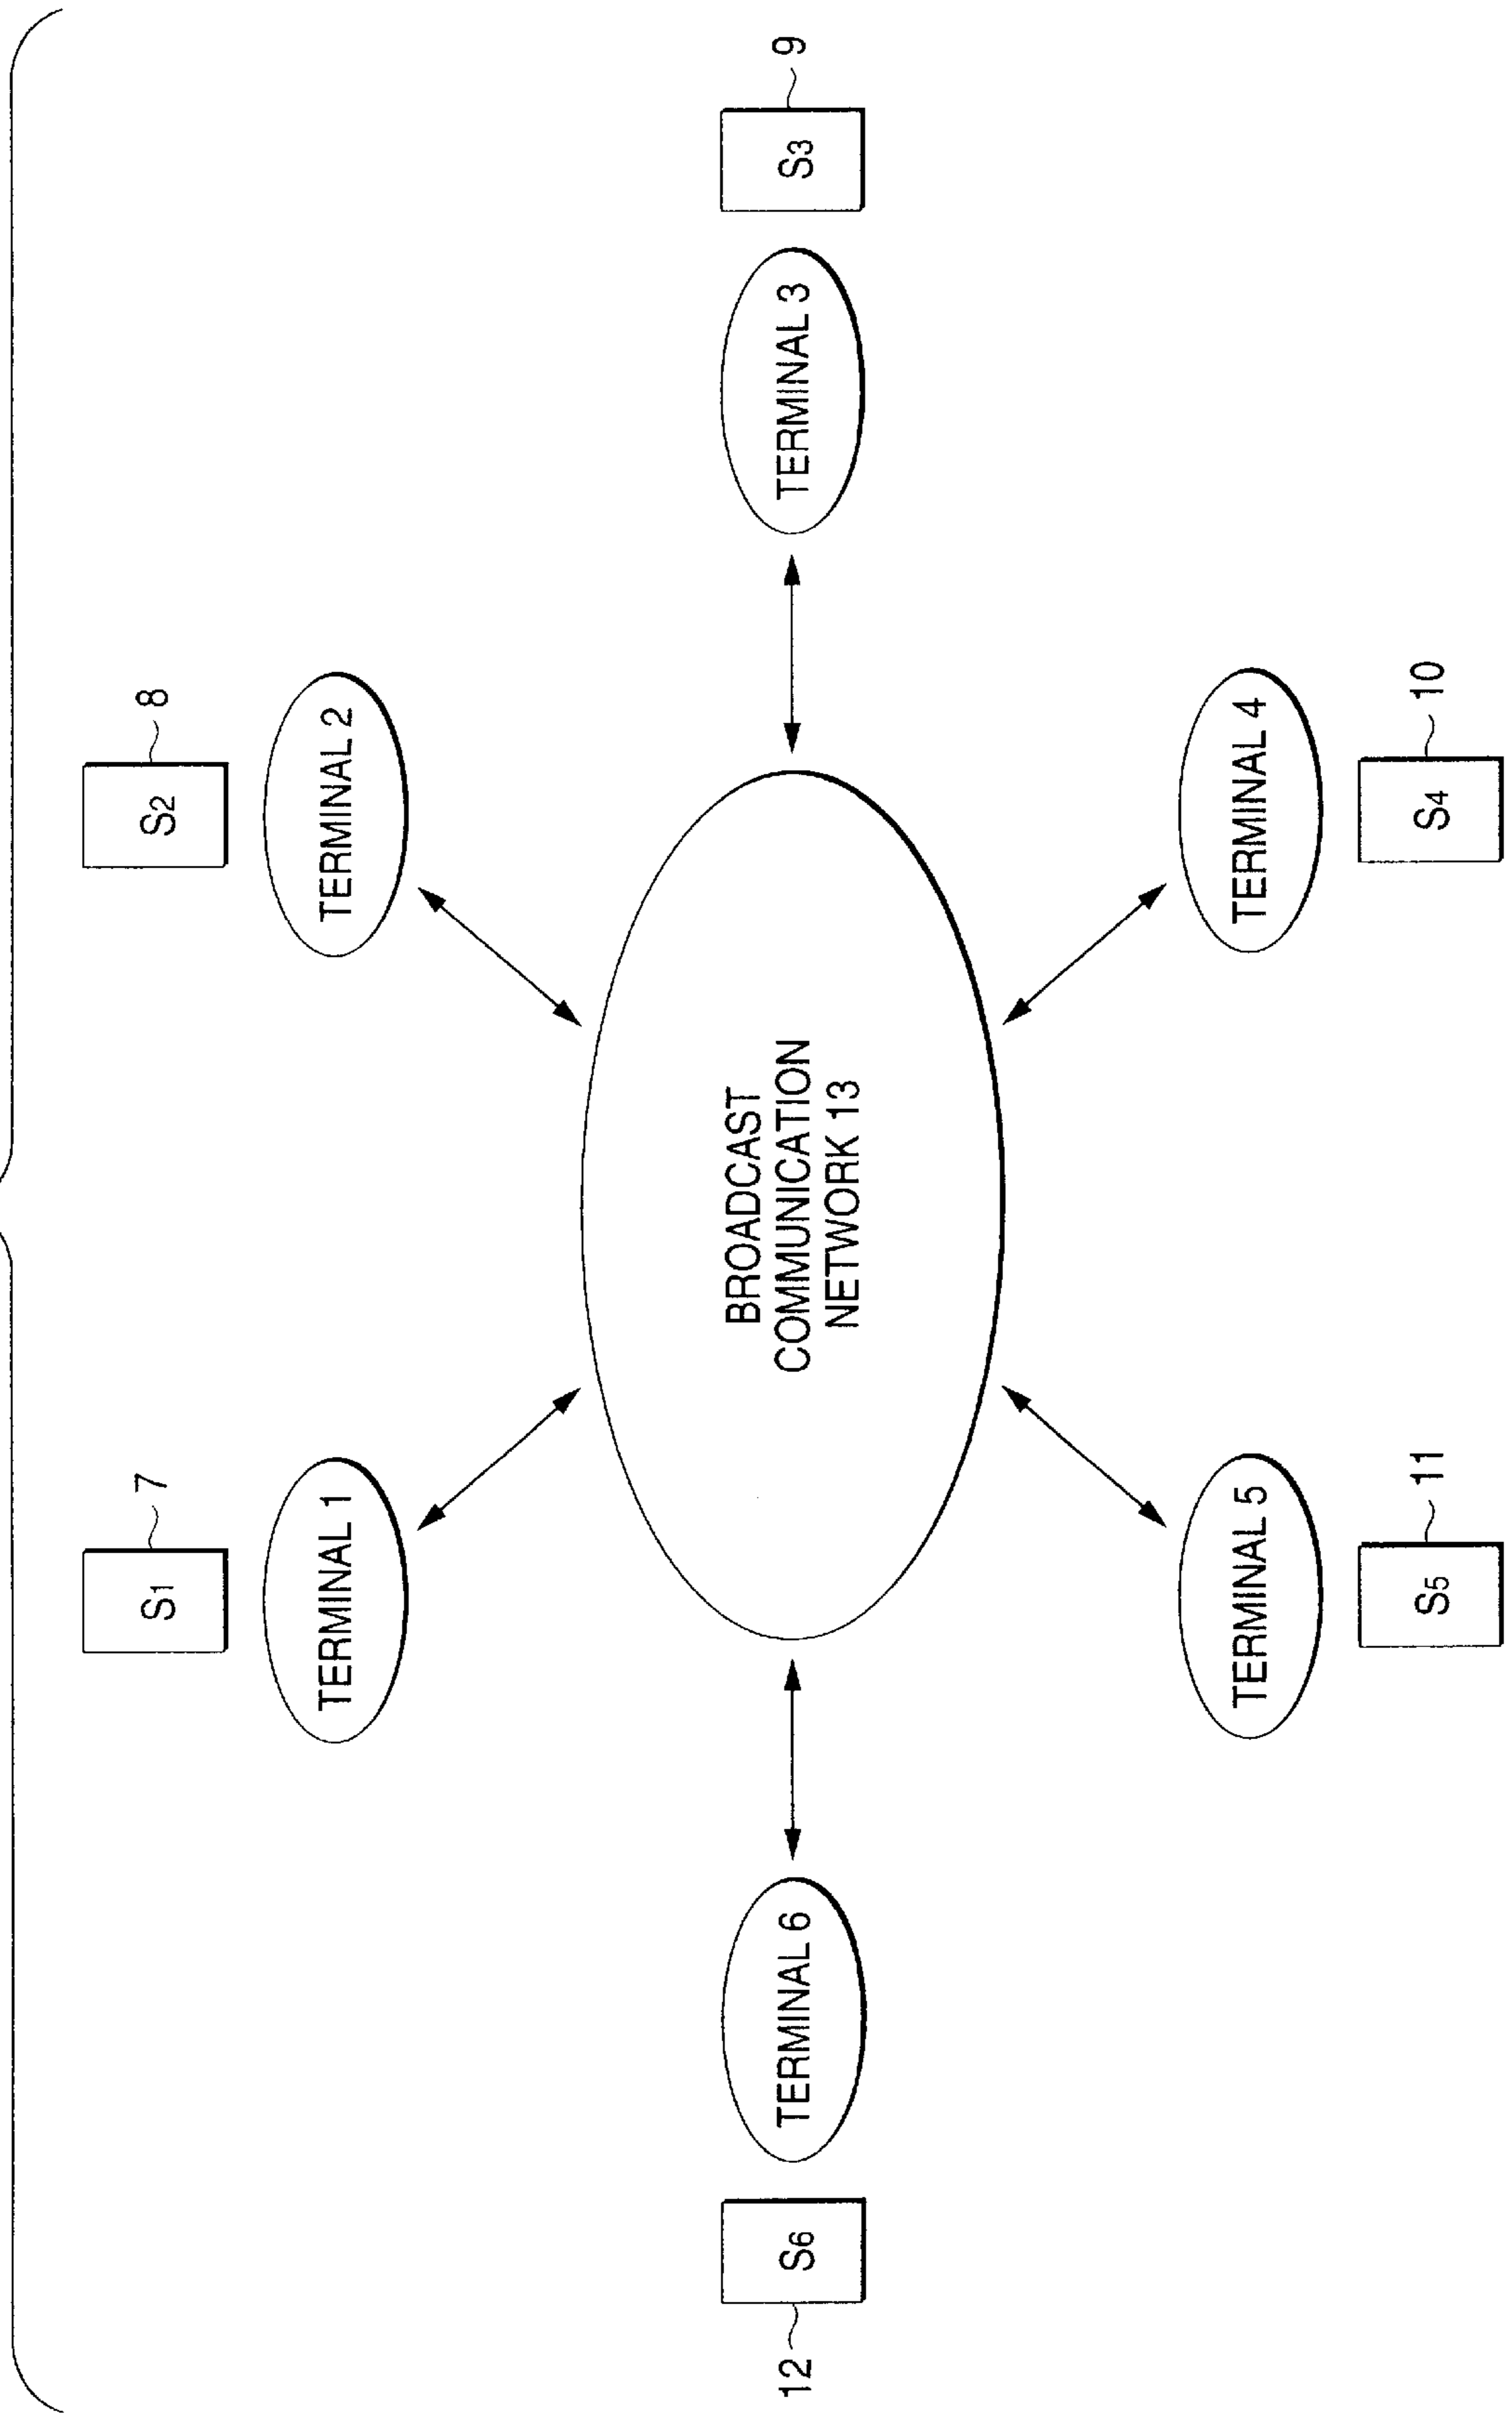 7
S1
TERMINAL 1
8
S2
TERMINAL 2
12
S6
TERMINAL 6
BROADCAST
COMMUNICATION
NETWORK 13
TERMINAL 3
S3
9
TERMINAL 5
S5
11
TERMINAL 4
S4
10